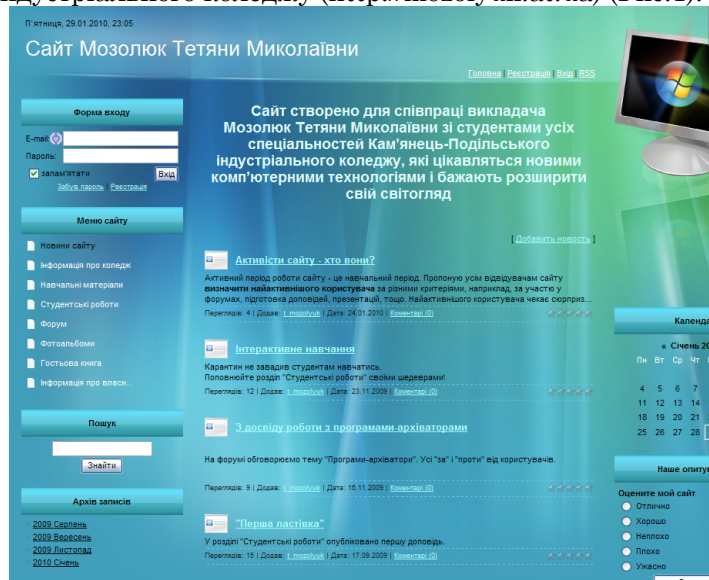 П'ятница, 29.01.2010, 23:05
Сайт Мозолюк Тетяни Миколаївни
Головна | Реєстрація | Вхід | RSS
Форма входу
E-mail:
Пароль:
запам'ятати
Вхід
Забув пароль | Реєстрація
Меню сайту
Новини сайту
Інформація про коледж
Навчальні матеріали
Студентські роботи
Форум
Фотоальбоми
Гостьова книга
Інформація про власн...
Пошук
Знайти
Архів записів
2009 Серпень
2009 Вересень
2009 Листопад
2010 Січень
Сайт створено для співпраці викладача
Мозолюк Тетяни Миколаївни зі студентами усіх
спеціальностей Кам'янець-Подільського
індустріального коледжу, які цікавляться новими
комп'ютерними технологіями і бажають розширити
свій світогляд
[ Добавить новость ]
Активісти сайту - хто вони?
Активний період роботи сайту - це навчальний період. Пропоную усім відвідувачам сайту
визначити найактивнішого користувача за різними критеріями, наприклад, за участю у
форумах, підготовка доповідей, презентацій, тощо. Найактивнішого користувача чекає сюрприз...
Переглядів: 4 | Додав: t_mozolyuk | Дата: 24.01.2010 | Коментарі (0)
Інтерактивне навчання
Карантин не завадив студентам навчатись.
Поповнюйте розділ "Студентські роботи" своїми шедеврами!
Переглядів: 12 | Додав: t_mozolyuk | Дата: 23.11.2009 | Коментарі (0)
З досвіду роботи з програмами-архіваторами
На форумі обговорюємо тему "Програми-архіватори". Усі "за" і "проти" від користувачів.
Переглядів: 9 | Додав: t_mozolyuk | Дата: 16.11.2009 | Коментарі (0)
"Перша ластівка"
У розділі "Студентські роботи" опубліковано першу доповідь.
Переглядів: 15 | Додав: t_mozolyuk | Дата: 17.09.2009 | Коментарі (0)
Календа
« Січень 20
Пн Вт Ср Чт
4 5 6 7
11 12 13 14
18 19 20 21
25 26 27 28
Наше опиту
Оцените мой сайт
Отлично
Хорошо
Неплохо
Плохо
Ужасно